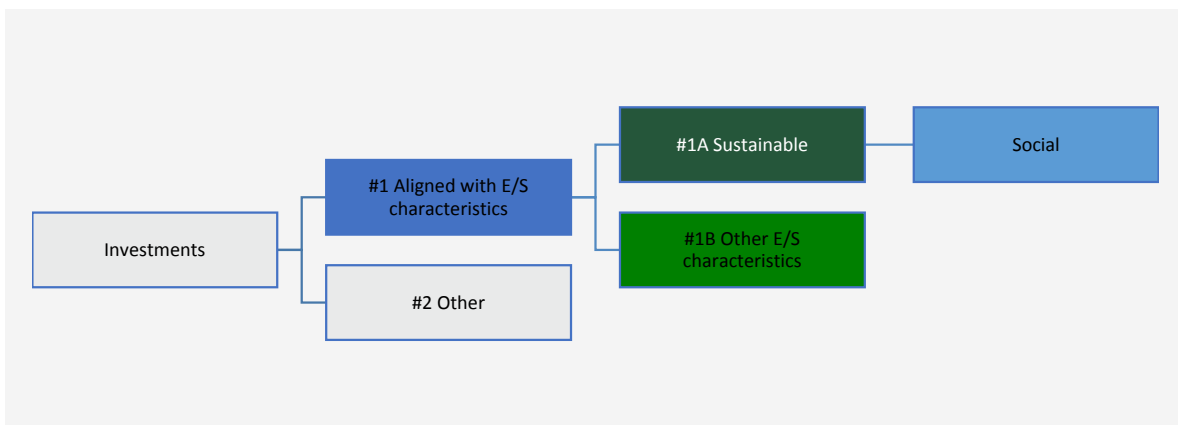 Investments
#1 Aligned with E/S
characteristics
#2 Other
#1A Sustainable
#1B Other E/S
characteristics
Social